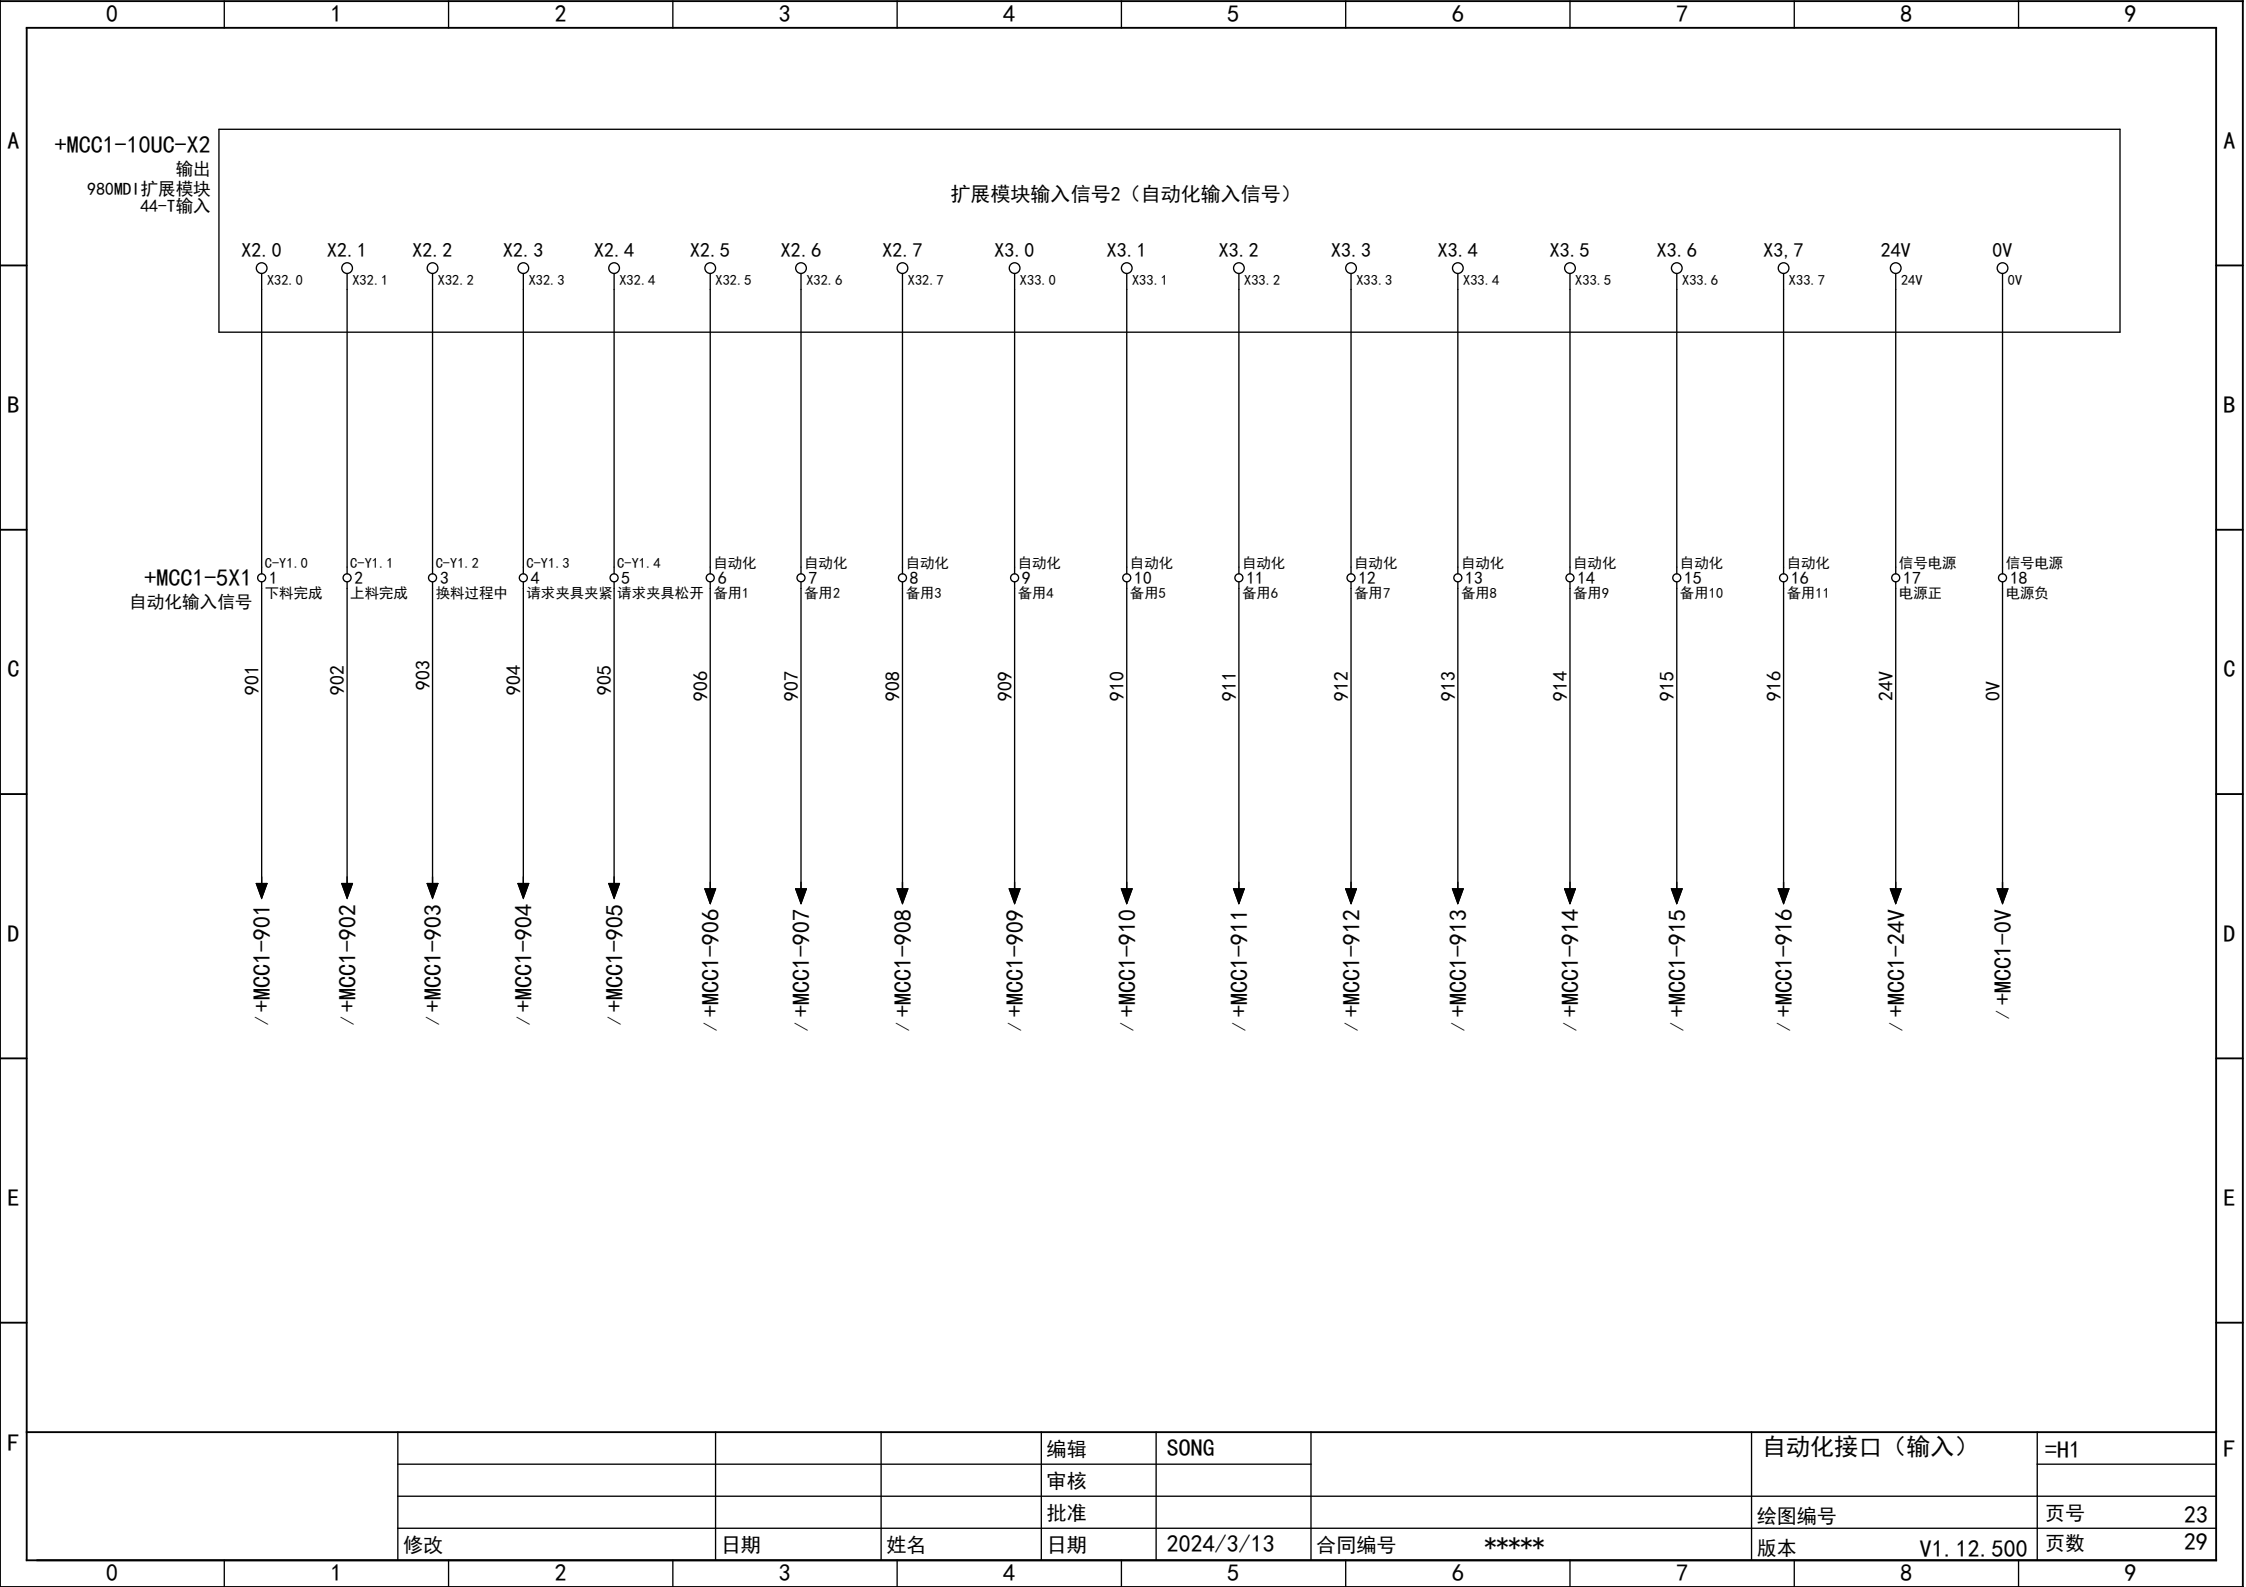 0 1 2 3 4 5 6 7 8 9
A A
+MCC1-10UC-X2
输出
980MDI扩展模块
44-T输入
扩展模块输入信号2（自动化输入信号）
X2.0 X2.1 X2.2 X2.3 X2.4 X2.5 X2.6 X2.7 X3.0 X3.1 X3.2 X3.3 X3.4 X3.5 X3.6 X3,7 24V 0V
X32.0 X32.1 X32.2 X32.3 X32.4 X32.5 X32.6 X32.7 X33.0 X33.1 X33.2 X33.3 X33.4 X33.5 X33.6 X33.7 24V 0V
B B
C-Y1.0 C-Y1.1 C-Y1.2 C-Y1.3 C-Y1.4 自动化 自动化 自动化 自动化 自动化 自动化 自动化 自动化 自动化 自动化 自动化 信号电源 信号电源
+MCC1-5X1 1 2 3 4 5 6 7 8 9 10 11 12 13 14 15 16 17 18
自动化输入信号 下料完成 上料完成 换料过程中 请求夹具夹紧 请求夹具松开 备用1 备用2 备用3 备用4 备用5 备用6 备用7 备用8 备用9 备用10 备用11 电源正 电源负
C C
901 902 903 904 905 906 907 908 909 910 911 912 913 914 915 916 24V 0V
D D
/ +MCC1-901
/ +MCC1-902
/ +MCC1-903
/ +MCC1-904
/ +MCC1-905
/ +MCC1-906
/ +MCC1-907
/ +MCC1-908
/ +MCC1-909
/ +MCC1-910
/ +MCC1-911
/ +MCC1-912
/ +MCC1-913
/ +MCC1-914
/ +MCC1-915
/ +MCC1-916
/ +MCC1-24V
/ +MCC1-0V
E E
F F
编辑 SONG 自动化接口（输入） =H1
审核
批准 绘图编号 页号 23
修改 日期 姓名 日期 2024/3/13 合同编号 ***** 版本 V1.12.500 页数 29
0 1 2 3 4 5 6 7 8 9